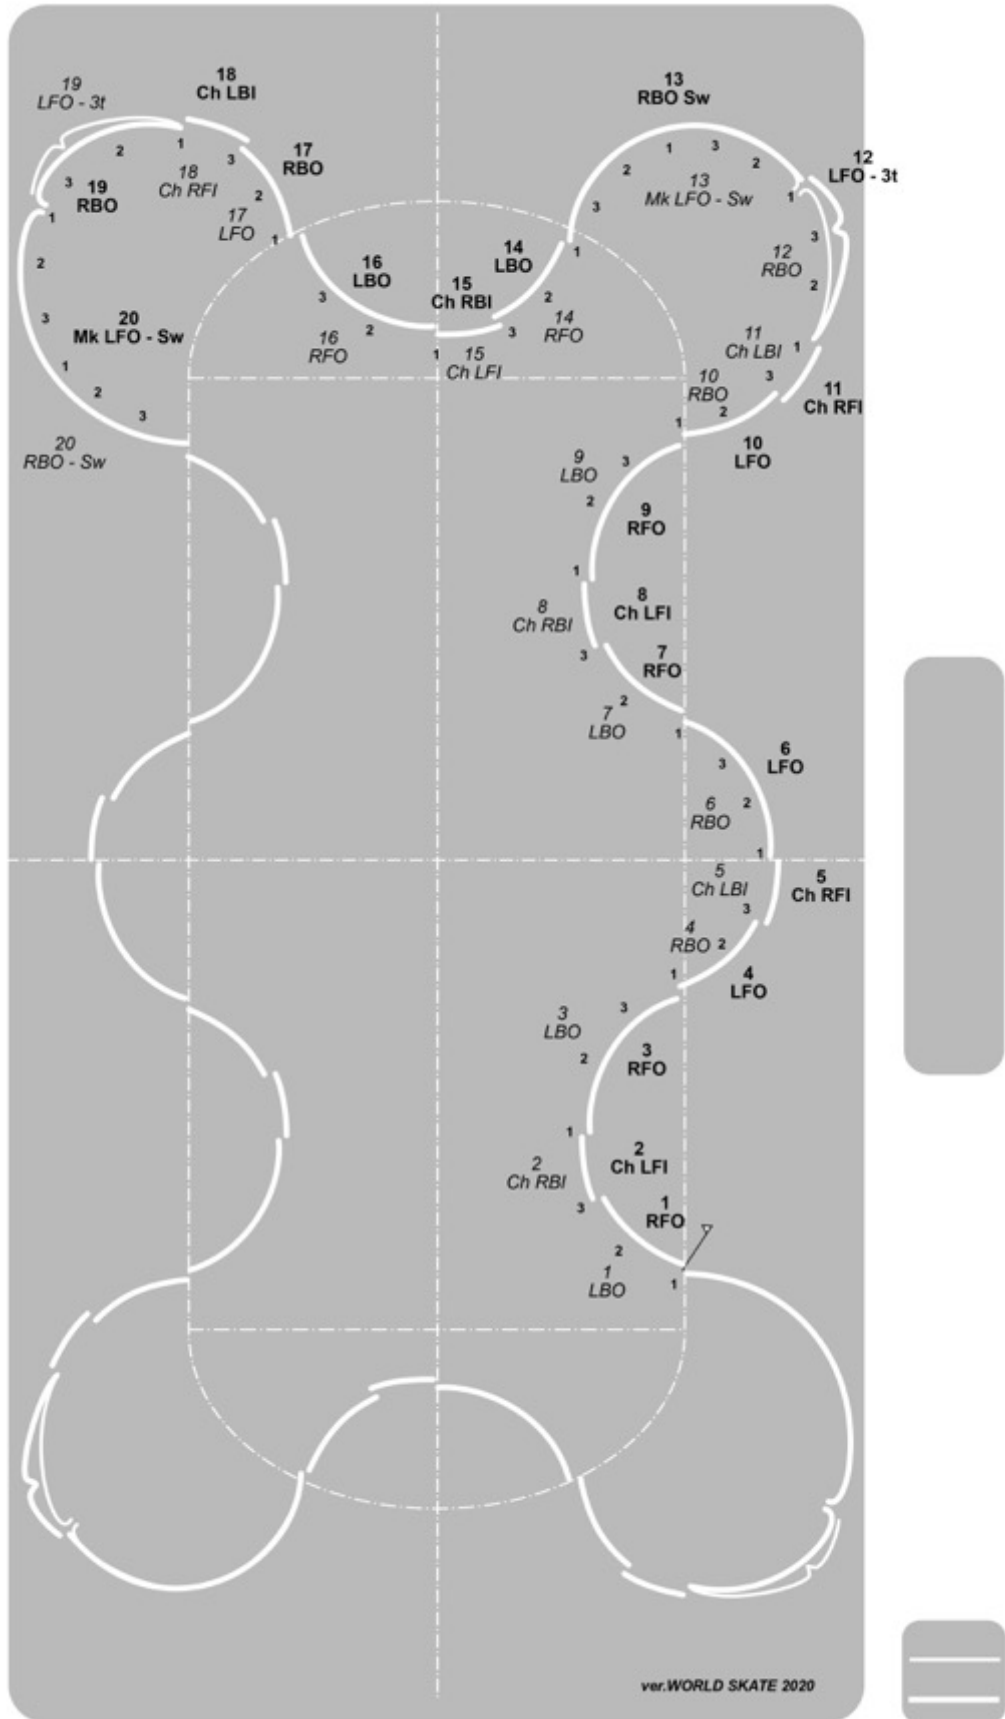 19
LFO - 3t
18
Ch LBI
13
RBO Sw
17
RBO
12
LFO - 3t
2
1
3
18
Ch RFI
3
19
RBO
2
17
LFO
1
1
2
3
1
3
2
1
13
Mk LFO - Sw
3
1
2
3
20
Mk LFO - Sw
1
2
3
20
RBO - Sw
16
LBO
3
2
16
RFO
14
LBO
15
Ch RBI
2
14
RFO
3
1
15
Ch LFI
12
RBO
3
2
11
Ch LBI
1
3
10
RBO
2
1
11
Ch RFI
10
LFO
9
LBO
3
2
9
RFO
1
8
Ch RBI
8
Ch LFI
3
7
RFO
2
7
LBO
1
3
6
LFO
6
RBO
2
1
5
Ch LBI
5
Ch RFI
3
4
RBO
2
1
4
LFO
3
LBO
3
2
3
RFO
1
2
Ch RBI
2
Ch LFI
3
1
RFO
2
1
LBO
1
ver.WORLD SKATE 2020